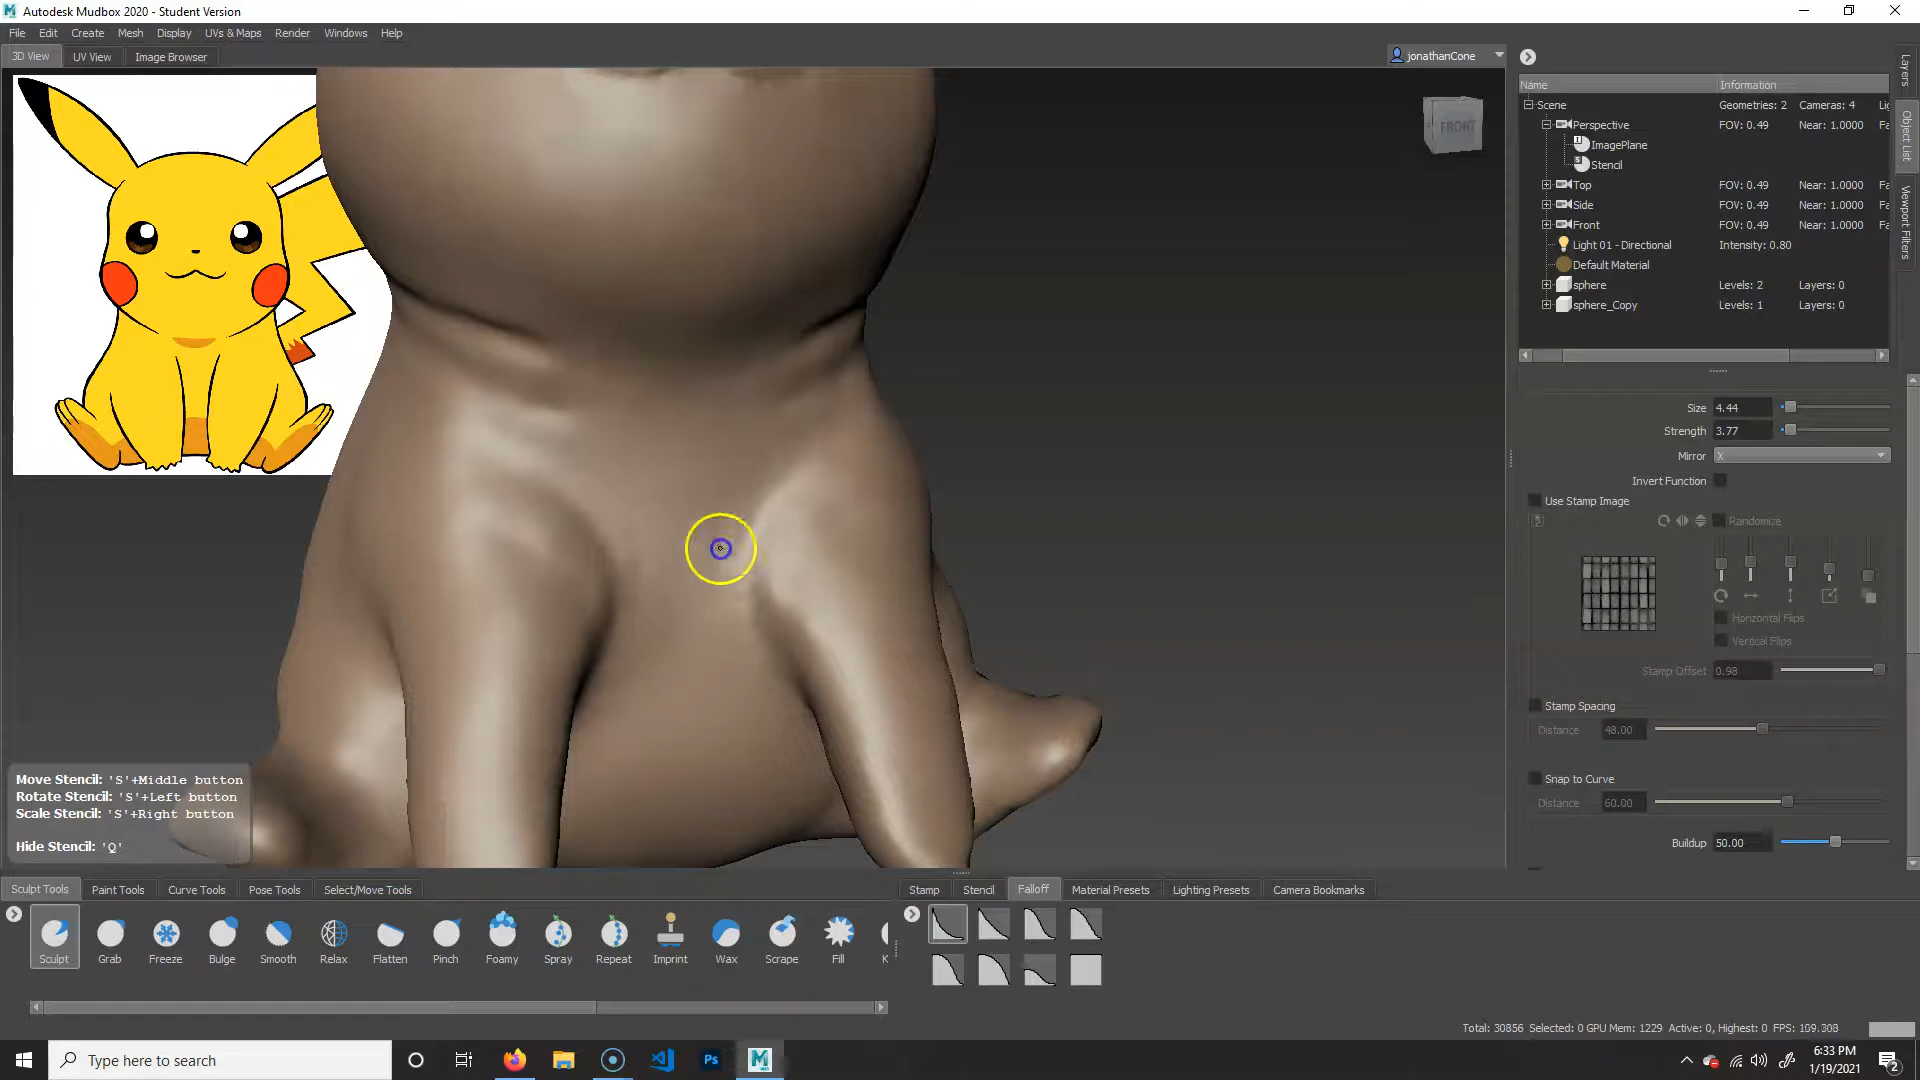 Autodesk Mudbox 2020 - Student Version
File Edit Create Mesh Display UVs & Maps Render Windows Help
3D View UV View Image Browser
jonathanCone
Name Information
Scene Geometries: 2 Cameras: 4
Perspective FOV: 0.49 Near: 1.0000
ImagePlane
Stencil
Top FOV: 0.49 Near: 1.0000
Side FOV: 0.49 Near: 1.0000
Front FOV: 0.49 Near: 1.0000
Light 01 - Directional Intensity: 0.80
Default Material
sphere Levels: 2 Layers: 0
sphere_Copy Levels: 1 Layers: 0
Layers
Object List
Viewport Filters
FRONT
Size 4.44
Strength 3.77
Mirror X
Invert Function
Use Stamp Image
Randomize
Horizontal Flips
Vertical Flips
Stamp Offset 0.98
Stamp Spacing
Distance 48.00
Snap to Curve
Distance 60.00
Buildup 50.00
Move Stencil: 'S'+Middle button
Rotate Stencil: 'S'+Left button
Scale Stencil: 'S'+Right button
Hide Stencil: 'Q'
Sculpt Tools Paint Tools Curve Tools Pose Tools Select/Move Tools
Stamp Stencil Falloff Material Presets Lighting Presets Camera Bookmarks
Sculpt Grab Freeze Bulge Smooth Relax Flatten Pinch Foamy Spray Repeat Imprint Wax Scrape Fill K
Total: 30856 Selected: 0 GPU Mem: 1229 Active: 0, Highest: 0 FPS: 109.308
Type here to search
Ps
M
6:33 PM
1/19/2021
2